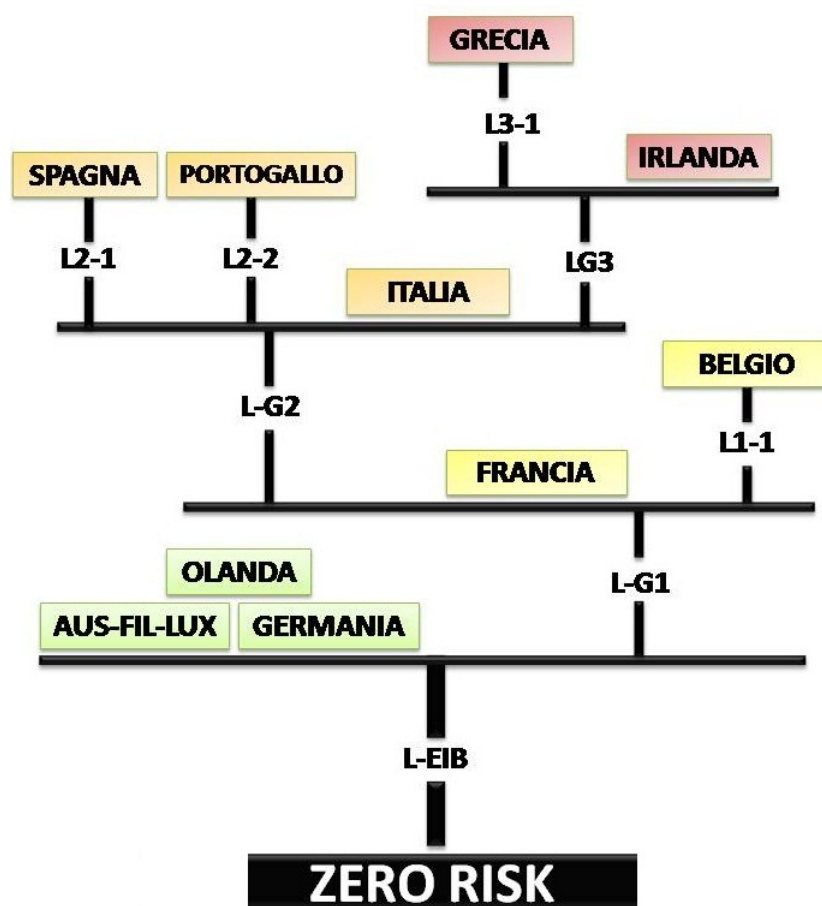 GRECIA
L3-1
IRLANDA
SPAGNA
PORTOGALLO
L2-1
L2-2
LG3
ITALIA
BELGIO
L-G2
L1-1
FRANCIA
OLANDA
L-G1
AUS-FIL-LUX
GERMANIA
L-EIB
ZERO RISK